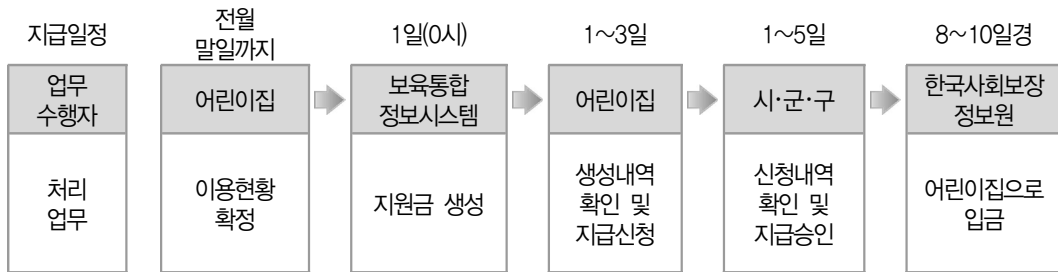 지급일정
전월
말일까지
1일(0시)
1～3일
1～5일
8～10일경
업무
수행자
어린이집
보육통합
정보시스템
어린이집
시·군·구
한국사회보장
정보원
처리
업무
이용현황
확정
지원금 생성
생성내역
확인 및
지급신청
신청내역
확인 및
지급승인
어린이집으로
입금